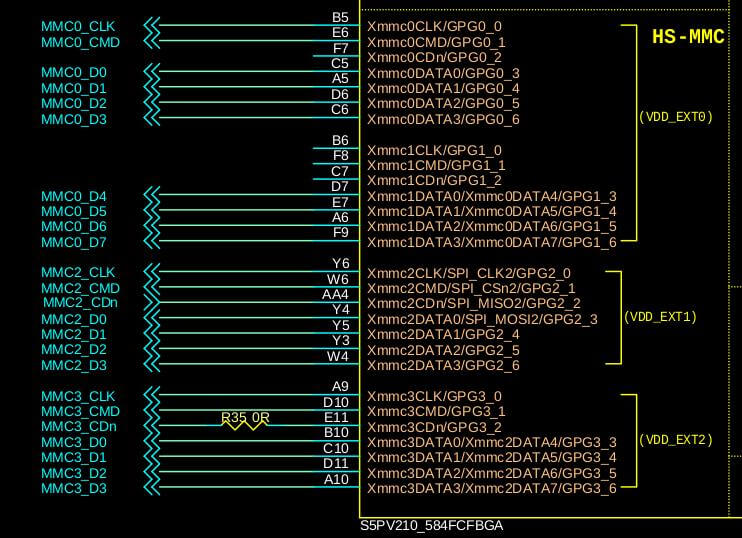 MMC0_CLK B5 Xmmc0CLK/GPG0_0 HS-MMC
MMC0_CMD E6 Xmmc0CMD/GPG0_1
F7 Xmmc0CDn/GPG0_2
MMC0_D0 C5 Xmmc0DATA0/GPG0_3
MMC0_D1 A5 Xmmc0DATA1/GPG0_4
MMC0_D2 D6 Xmmc0DATA2/GPG0_5
MMC0_D3 C6 Xmmc0DATA3/GPG0_6 (VDD_EXT0)
B6 Xmmc1CLK/GPG1_0
F8 Xmmc1CMD/GPG1_1
C7 Xmmc1CDn/GPG1_2
MMC0_D4 D7 Xmmc1DATA0/Xmmc0DATA4/GPG1_3
MMC0_D5 E7 Xmmc1DATA1/Xmmc0DATA5/GPG1_4
MMC0_D6 A6 Xmmc1DATA2/Xmmc0DATA6/GPG1_5
MMC0_D7 F9 Xmmc1DATA3/Xmmc0DATA7/GPG1_6
MMC2_CLK Y6 Xmmc2CLK/SPI_CLK2/GPG2_0
MMC2_CMD W6 Xmmc2CMD/SPI_CSn2/GPG2_1
MMC2_CDn AA4 Xmmc2CDn/SPI_MISO2/GPG2_2
MMC2_D0 Y4 Xmmc2DATA0/SPI_MOSI2/GPG2_3 (VDD_EXT1)
MMC2_D1 Y5 Xmmc2DATA1/GPG2_4
MMC2_D2 Y3 Xmmc2DATA2/GPG2_5
MMC2_D3 W4 Xmmc2DATA3/GPG2_6
MMC3_CLK A9 Xmmc3CLK/GPG3_0
MMC3_CMD D10 Xmmc3CMD/GPG3_1
MMC3_CDn R35 0R E11 Xmmc3CDn/GPG3_2
MMC3_D0 B10 Xmmc3DATA0/Xmmc2DATA4/GPG3_3 (VDD_EXT2)
MMC3_D1 C10 Xmmc3DATA1/Xmmc2DATA5/GPG3_4
MMC3_D2 D11 Xmmc3DATA2/Xmmc2DATA6/GPG3_5
MMC3_D3 A10 Xmmc3DATA3/Xmmc2DATA7/GPG3_6
S5PV210_584FCFBGA